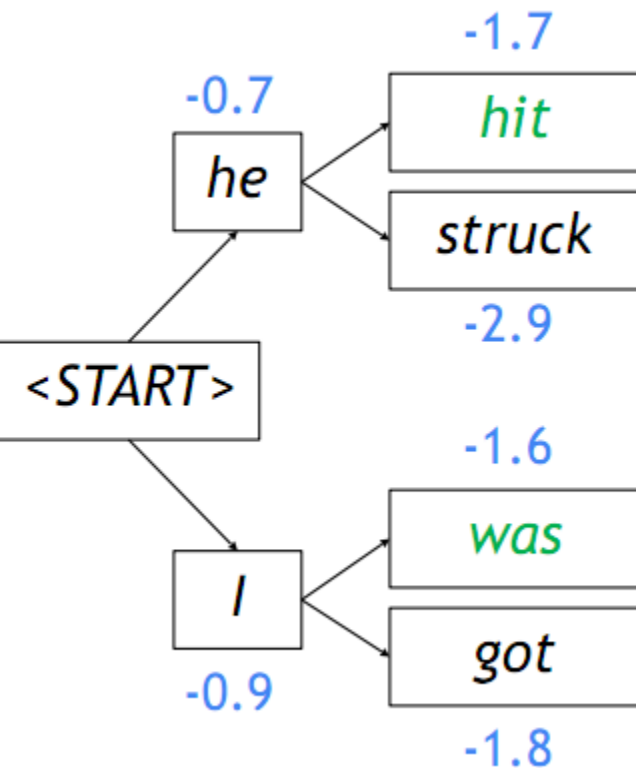 -1.7
-0.7
hit
he
struck
-2.9
<START>
-1.6
was
I
got
-0.9
-1.8